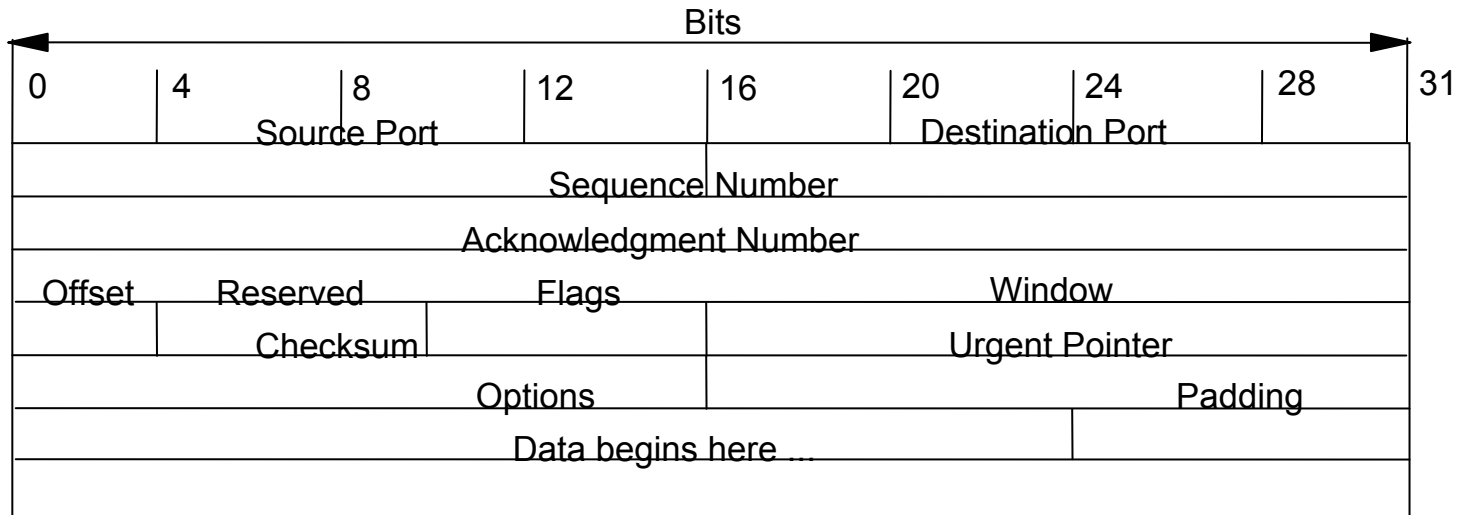 Bits
0 4 8 12 16 20 24 28 31
Source Port Destination Port
Sequence Number
Acknowledgment Number
Offset Reserved Flags Window
Checksum Urgent Pointer
Options Padding
Data begins here ...